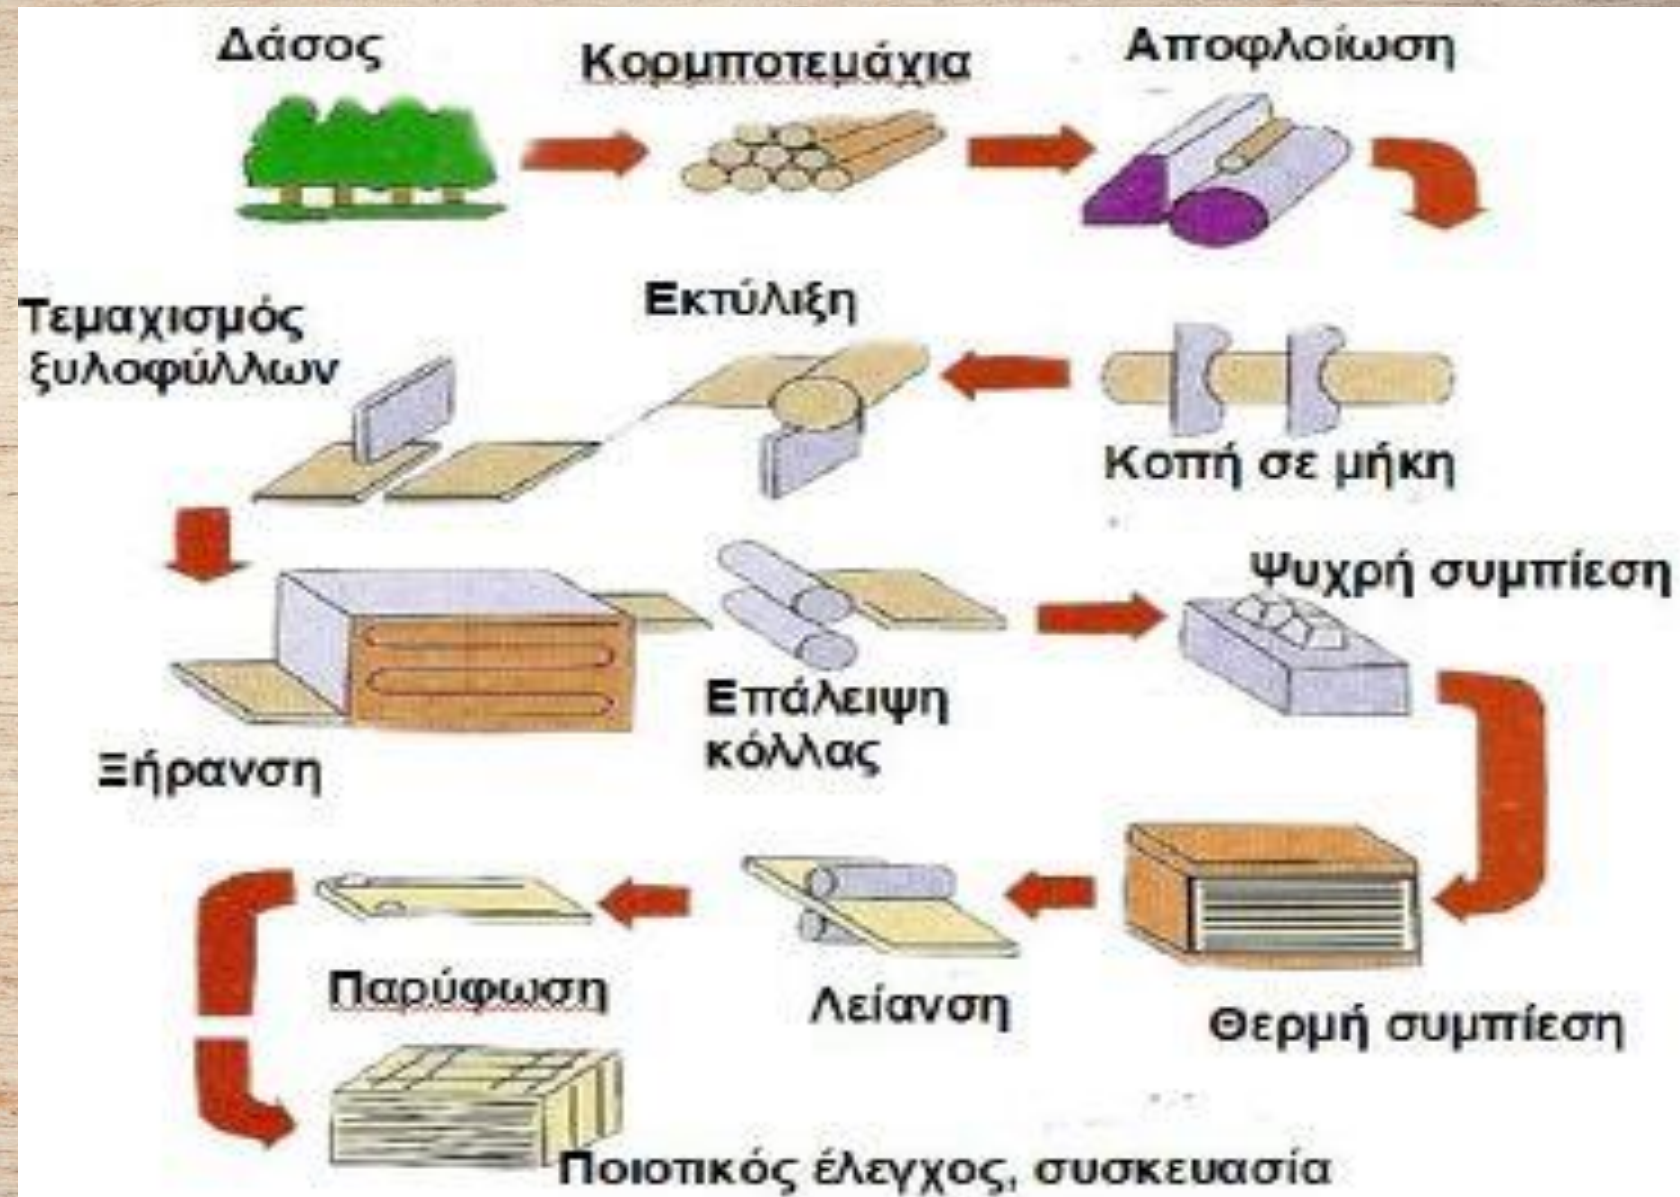 Δάσος
Κορμποτεμάχια
Αποφλοίωση
Τεμαχισμός
ξυλοφύλλων
Εκτύλιξη
Κοπή σε μήκη
Ξήρανση
Επάλειψη
κόλλας
Ψυχρή συμπίεση
Παρύφωση
Λείανση
Θερμή συμπίεση
Ποιοτικός έλεγχος, συσκευασία